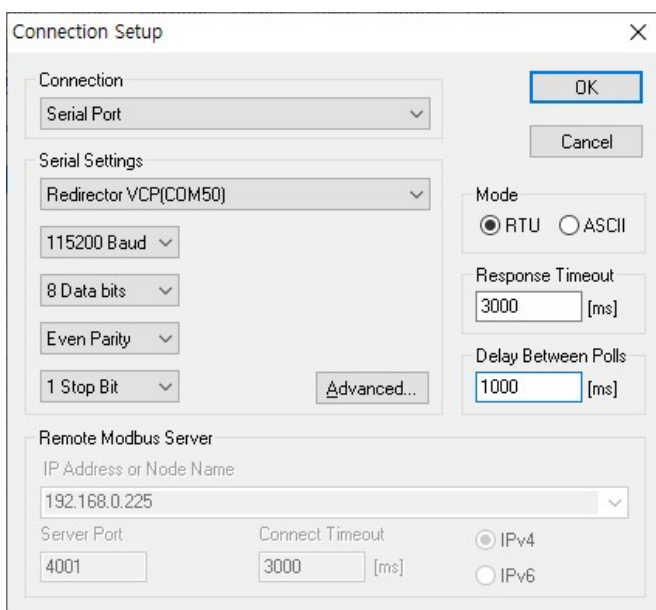 Connection Setup
Connection
Serial Port
OK
Cancel
Serial Settings
Redirector VCP(COM50)
115200 Baud
8 Data bits
Even Parity
1 Stop Bit
Advanced...
Mode
RTU ASCII
Response Timeout
3000 [ms]
Delay Between Polls
1000 [ms]
Remote Modbus Server
IP Address or Node Name
192.168.0.225
Server Port Connect Timeout
4001 3000 [ms]
IPv4
IPv6